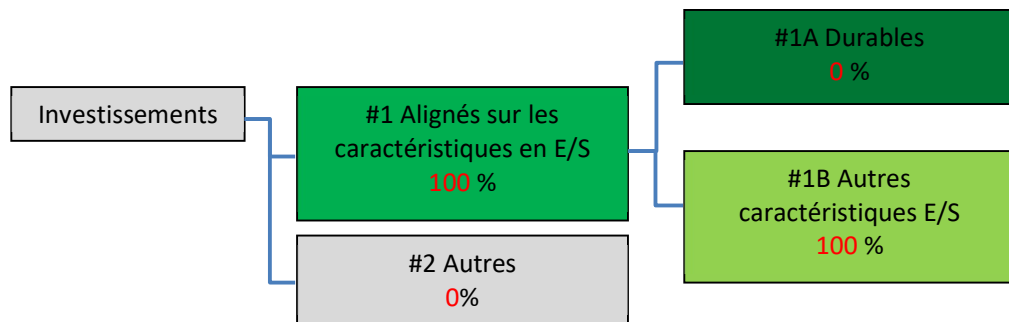 Investissements
#1 Alignés sur les
caractéristiques en E/S
100 %
#2 Autres
0%
#1A Durables
0 %
#1B Autres
caractéristiques E/S
100 %